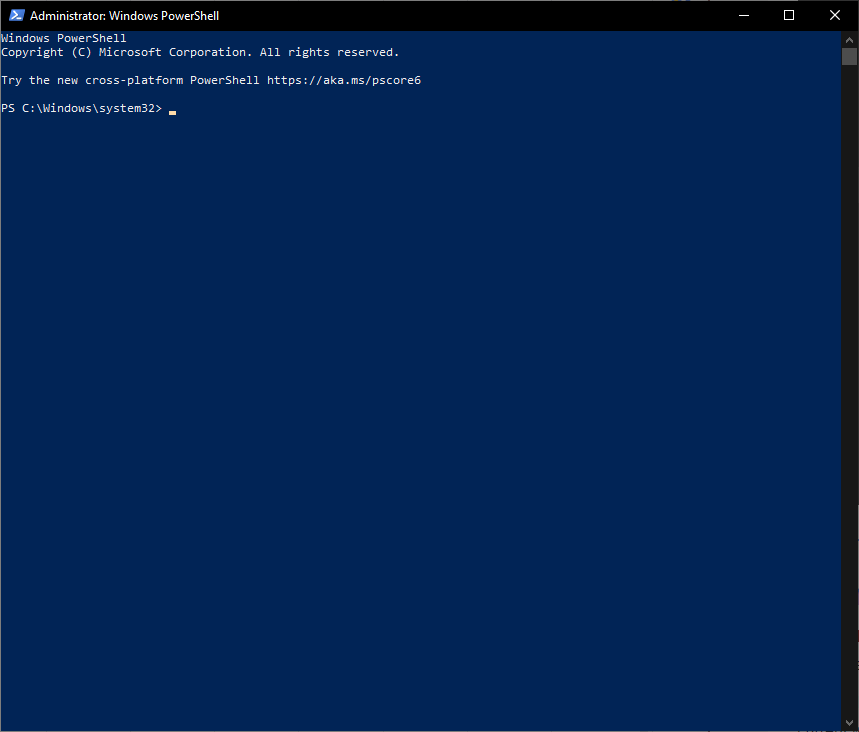 Administrator: Windows PowerShell
Windows PowerShell
Copyright (C) Microsoft Corporation. All rights reserved.
Try the new cross-platform PowerShell https://aka.ms/pscore6
PS C:\Windows\system32>